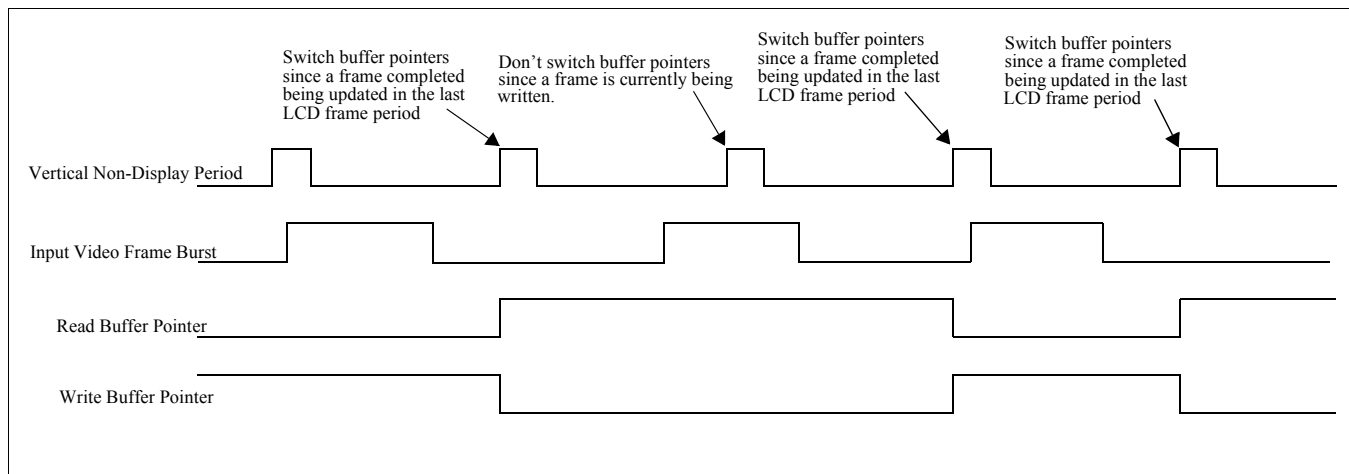 Switch buffer pointers
since a frame completed
being updated in the last
LCD frame period
Don’t switch buffer pointers
since a frame is currently being
written.
Switch buffer pointers
since a frame completed
being updated in the last
LCD frame period
Switch buffer pointers
since a frame completed
being updated in the last
LCD frame period
Vertical Non-Display Period
Input Video Frame Burst
Read Buffer Pointer
Write Buffer Pointer